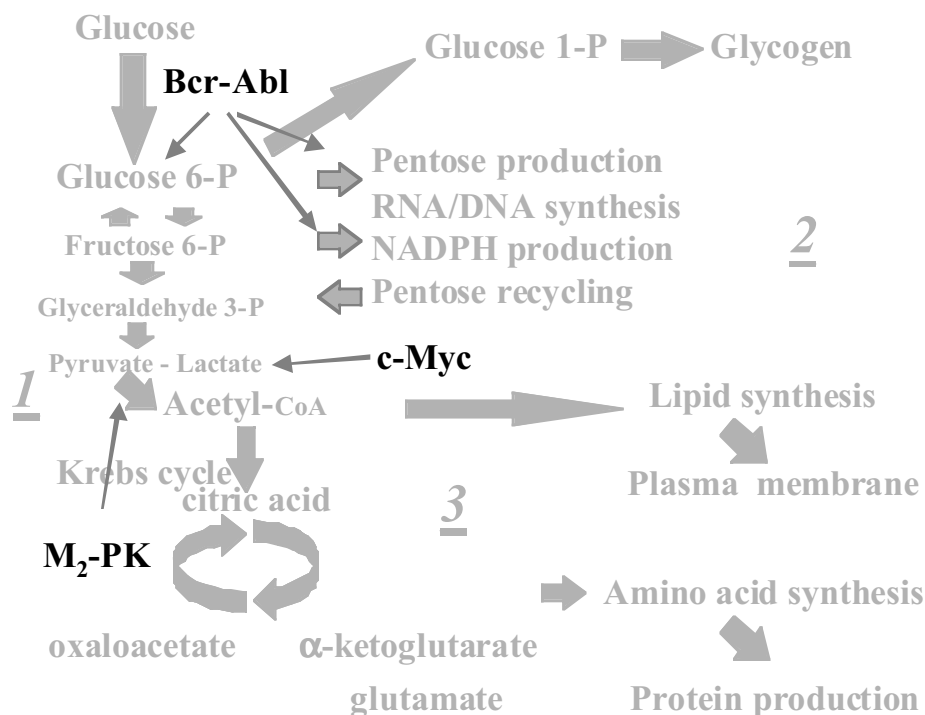 Glucose
Glucose 1-P
Glycogen
Bcr-Abl
Glucose 6-P
Pentose production
RNA/DNA synthesis
Fructose 6-P
NADPH production
2
Glyceraldehyde 3-P
Pentose recycling
Pyruvate - Lactate
c-Myc
1
Acetyl-CoA
Lipid synthesis
Krebs cycle
Plasma membrane
citric acid
3
M₂-PK
Amino acid synthesis
oxaloacetate
α-ketoglutarate
glutamate
Protein production